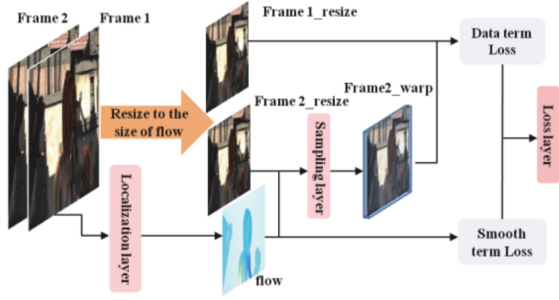 Frame 2
Frame 1
Frame 1_resize
Data term
Loss
Resize to the
size of flow
Frame 2_resize
Frame2_warp
Sampling layer
Loss layer
Localization layer
flow
Smooth
term Loss